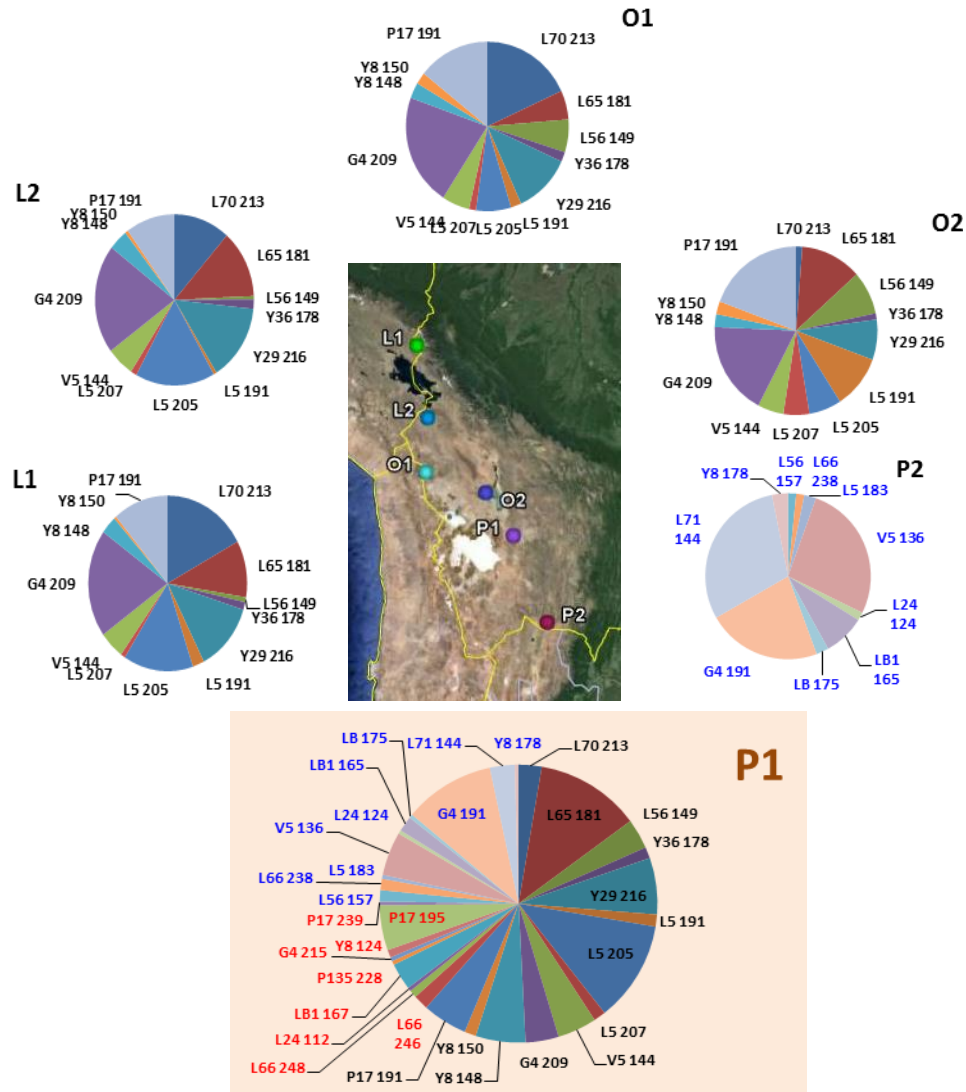 O1
P17 191
L70 213
Y8 150
Y8 148
L65 181
L56 149
G4 209
Y36 178
Y29 216
V5 144
L5 207
L5 205
L5 191
L2
P17 191
L70 213
Y8 150
Y8 148
L65 181
G4 209
L56 149
Y36 178
Y29 216
V5 144
L5 207
L5 205
L5 191
O2
L70 213
P17 191
L65 181
L56 149
Y8 150
Y8 148
Y36 178
Y29 216
G4 209
L5 191
V5 144
L5 207
L5 205
L1
L2
O1
O2
P1
P2
L1
P17 191
L70 213
Y8 150
Y8 148
L65 181
G4 209
L56 149
Y36 178
Y29 216
V5 144
L5 207
L5 205
L5 191
P2
L56
157
L66
238
Y8 178
L5 183
L71
144
V5 136
L24
124
G4 191
LB 175
LB1
165
P1
LB 175
L71 144
Y8 178
L70 213
LB1 165
G4 191
L65 181
L56 149
L24 124
V5 136
Y36 178
L5 183
L66 238
Y29 216
L56 157
P17 239
P17 195
L5 191
G4 215
Y8 124
L5 205
P135 228
LB1 167
L24 112
L66
246
L5 207
L66 248
Y8 150
V5 144
P17 191
Y8 148
G4 209